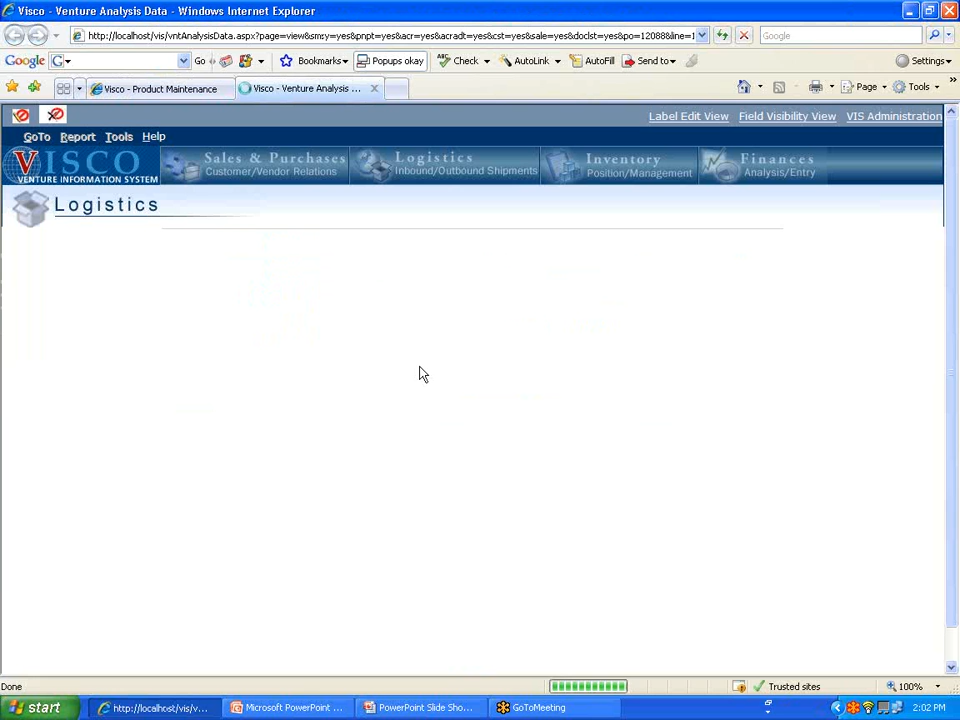 Visco - Venture Analysis Data - Windows Internet Explorer
http://localhost/vis/vntAnalysisData.aspx?page=view&smry=yes&pnpt=yes&acr=yes&acradt=yes&cst=yes&sale=yes&doclst=yes&po=12088&line=1
Google
Google
G
Go
Bookmarks
Popups okay
Check
AutoLink
AutoFill
Send to
Settings
Visco - Product Maintenance
Visco - Venture Analysis ...
Page
Tools
Label Edit View
Field Visibility View
VIS Administration
GoTo
Report
Tools
Help
VISCO
VENTURE INFORMATION SYSTEM
Sales & Purchases
Customer/Vendor Relations
Logistics
Inbound/Outbound Shipments
Inventory
Position/Management
Finances
Analysis/Entry
Logistics
Done
Trusted sites
100%
start
http://localhost/vis/v...
Microsoft PowerPoint ...
PowerPoint Slide Sho...
GoToMeeting
2:02 PM